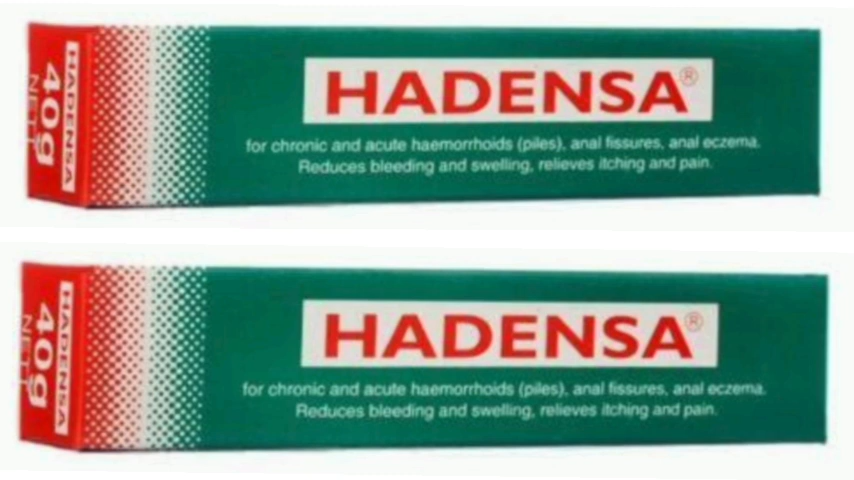 HADENSA®
for chronic and acute haemorrhoids (piles), anal fissures, anal eczema.
Reduces bleeding and swelling, relieves itching and pain.
HADENSA
40g
NETT
HADENSA®
for chronic and acute haemorrhoids (piles), anal fissures, anal eczema.
Reduces bleeding and swelling, relieves itching and pain.
HADENSA
40g
NETT